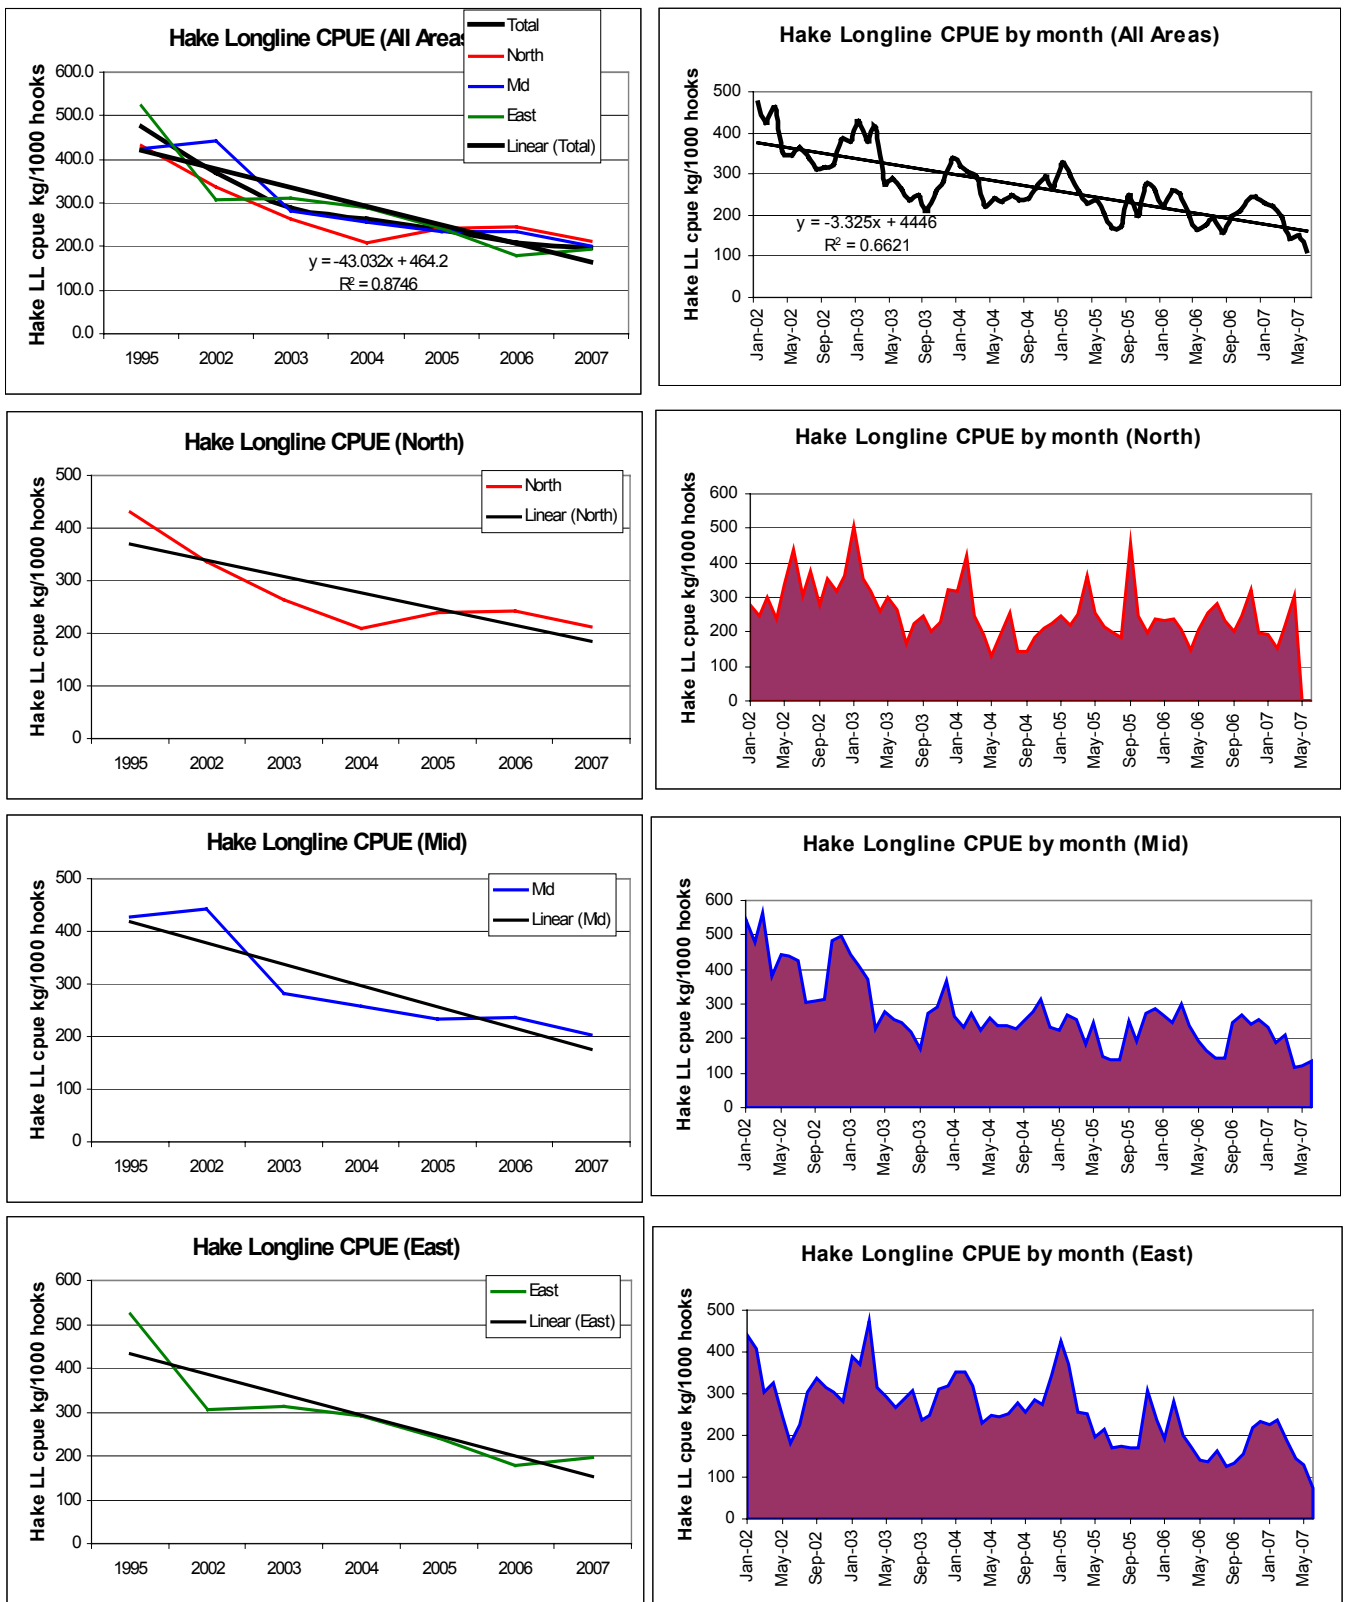 Hake Longline CPUE (All Areas
Total
North
Mid
East
Linear (Total)
Hake LL cpue kg/1000 hooks
600.0
500.0
400.0
300.0
200.0
100.0
0.0
y = -43.032x + 464.2
R² = 0.8746
1995 2002 2003 2004 2005 2006 2007
Hake Longline CPUE by month (All Areas)
Hake LL cpue kg/1000 hooks
500
400
300
200
100
0
y = -3.325x + 4446
R² = 0.6621
Jan-02 May-02 Sep-02 Jan-03 May-03 Sep-03 Jan-04 May-04 Sep-04 Jan-05 May-05 Sep-05 Jan-06 May-06 Sep-06 Jan-07 May-07
Hake Longline CPUE (North)
North
Linear (North)
Hake LL cpue kg/1000 hooks
500
400
300
200
100
0
1995 2002 2003 2004 2005 2006 2007
Hake Longline CPUE by month (North)
Hake LL cpue kg/1000 hooks
600
500
400
300
200
100
0
Jan-02 May-02 Sep-02 Jan-03 May-03 Sep-03 Jan-04 May-04 Sep-04 Jan-05 May-05 Sep-05 Jan-06 May-06 Sep-06 Jan-07 May-07
Hake Longline CPUE (Mid)
Mid
Linear (Mid)
Hake LL cpue kg/1000 hooks
500
400
300
200
100
0
1995 2002 2003 2004 2005 2006 2007
Hake Longline CPUE by month (Mid)
Hake LL cpue kg/1000 hooks
600
500
400
300
200
100
0
Jan-02 May-02 Sep-02 Jan-03 May-03 Sep-03 Jan-04 May-04 Sep-04 Jan-05 May-05 Sep-05 Jan-06 May-06 Sep-06 Jan-07 May-07
Hake Longline CPUE (East)
East
Linear (East)
Hake LL cpue kg/1000 hooks
600
500
400
300
200
100
0
1995 2002 2003 2004 2005 2006 2007
Hake Longline CPUE by month (East)
Hake LL cpue kg/1000 hooks
500
400
300
200
100
0
Jan-02 May-02 Sep-02 Jan-03 May-03 Sep-03 Jan-04 May-04 Sep-04 Jan-05 May-05 Sep-05 Jan-06 May-06 Sep-06 Jan-07 May-07